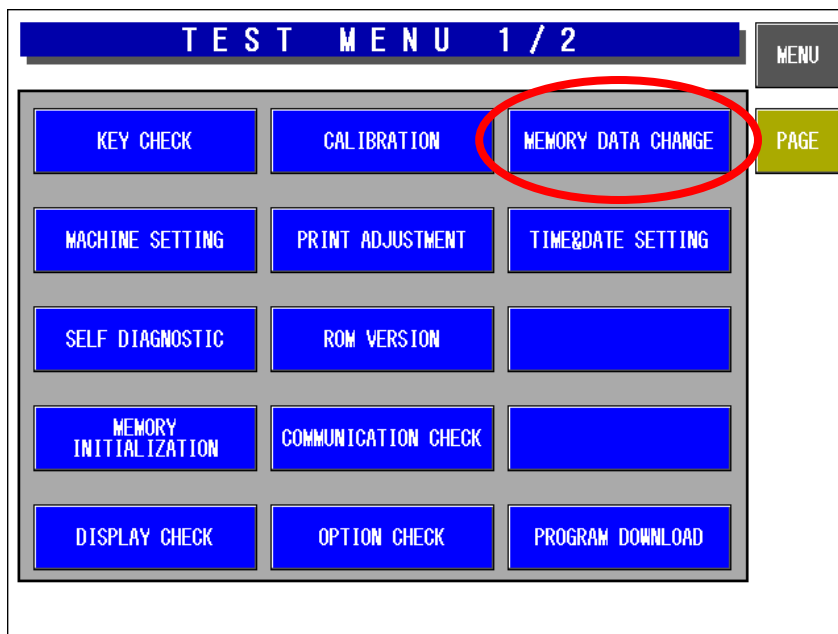 TEST MENU 1/2
MENU
KEY CHECK
CALIBRATION
MEMORY DATA CHANGE
PAGE
MACHINE SETTING
PRINT ADJUSTMENT
TIME&DATE SETTING
SELF DIAGNOSTIC
ROM VERSION
MEMORY
INITIALIZATION
COMMUNICATION CHECK
DISPLAY CHECK
OPTION CHECK
PROGRAM DOWNLOAD